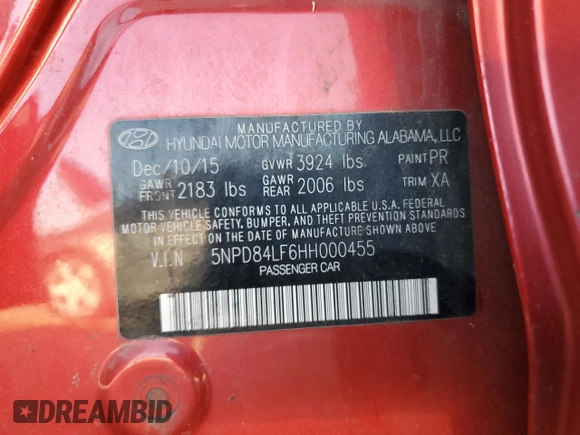 MANUFACTURED BY
HYUNDAI MOTOR MANUFACTURING ALABAMA, LLC
Dec/10/15 GVWR 3924 lbs PAINT PR
GAWR FRONT 2183 lbs GAWR REAR 2006 lbs TRIM XA
THIS VEHICLE CONFORMS TO ALL APPLICABLE U.S.A. FEDERAL
MOTOR VEHICLE SAFETY, BUMPER, AND THEFT PREVENTION STANDARDS
IN EFFECT ON THE DATE OF MANUFACTURE SHOWN ABOVE.
V.I.N 5NPD84LF6HH000455
PASSENGER CAR
DREAMBID